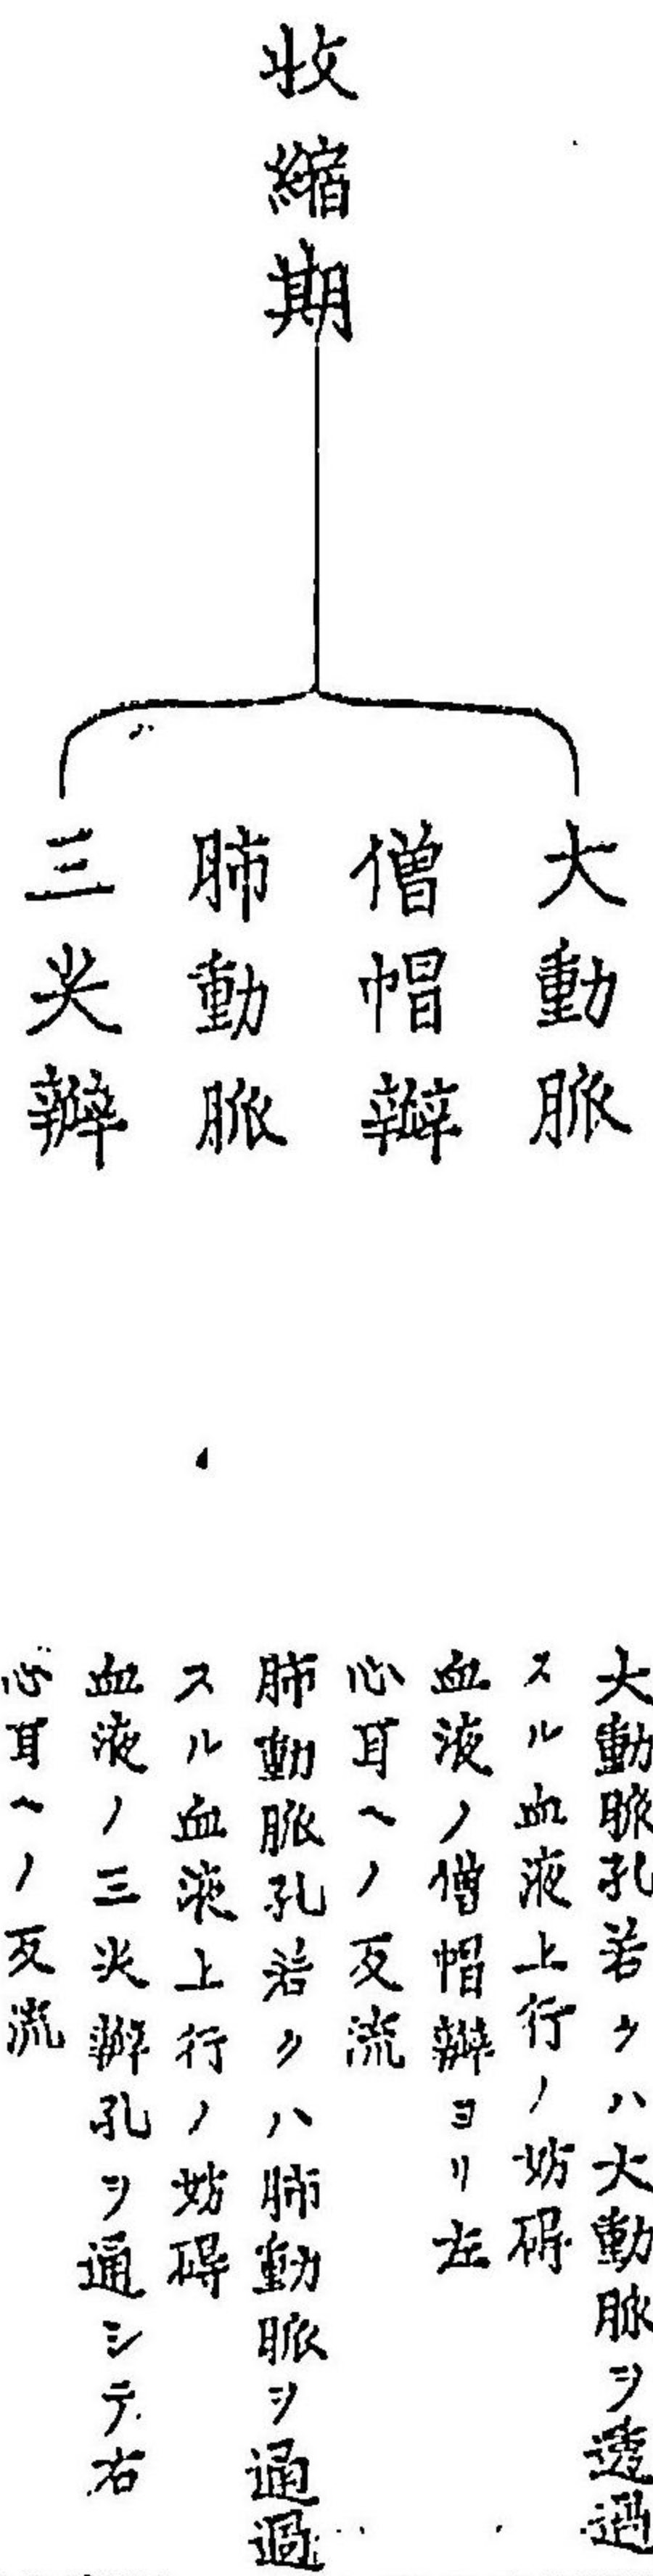 收縮期
大動脈
僧帽瓣
肺動脈
三尖瓣
大動脈孔若クハ大動脈ヲ透過
スル血液上行ノ妨碍
血液ノ僧帽瓣ヨリ左
心耳ヘノ反流
肺動脈孔若クハ肺動脈ヲ通過
スル血液上行ノ妨碍
血液ノ三尖瓣孔ヲ通シテ右
心耳ヘノ反流